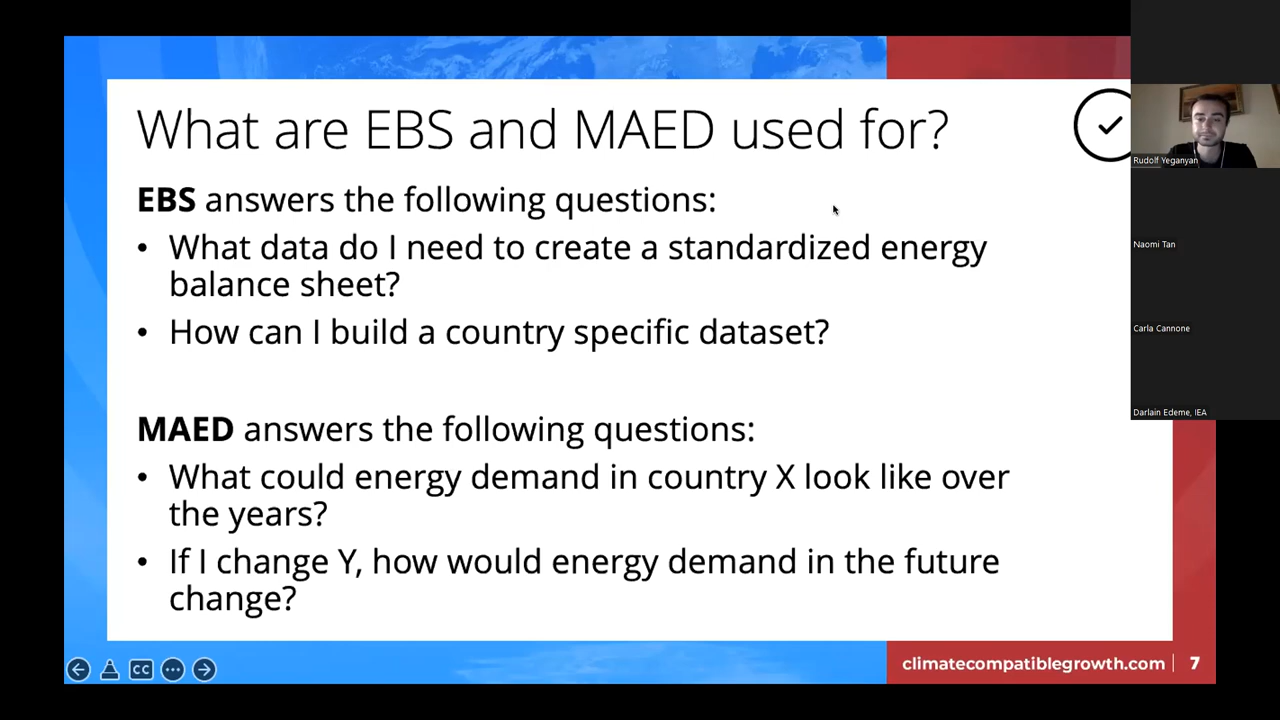 What are EBS and MAED used for?
EBS answers the following questions:
• What data do I need to create a standardized energy
balance sheet?
• How can I build a country specific dataset?
MAED answers the following questions:
• What could energy demand in country X look like over
the years?
• If I change Y, how would energy demand in the future
change?
CC
climatecompatiblegrowth.com 7
Rudolf Yeganyan
Naomi Tan
Carla Cannone
Darlain Edeme, IEA